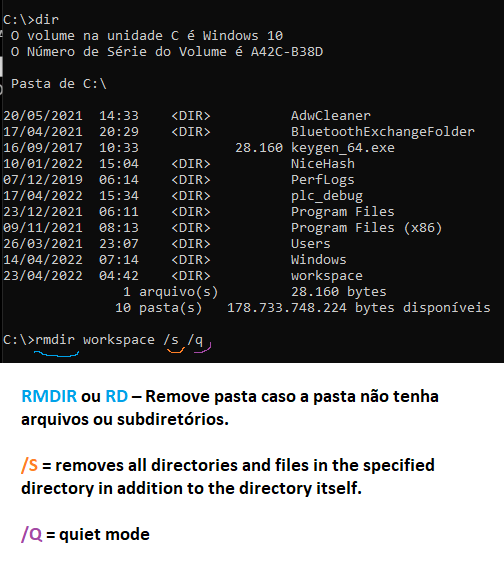 C:\>dir
 O volume na unidade C é Windows 10
 O Número de Série do Volume é A42C-B38D
 Pasta de C:\
20/05/2021  14:33    <DIR>          AdwCleaner
17/04/2021  20:29    <DIR>          BluetoothExchangeFolder
16/09/2017  10:33            28.160 keygen_64.exe
10/01/2022  15:04    <DIR>          NiceHash
07/12/2019  06:14    <DIR>          PerfLogs
17/04/2022  15:34    <DIR>          plc_debug
23/12/2021  06:11    <DIR>          Program Files
09/11/2021  08:13    <DIR>          Program Files (x86)
26/03/2021  23:07    <DIR>          Users
14/04/2022  07:14    <DIR>          Windows
23/04/2022  04:42    <DIR>          workspace
               1 arquivo(s)         28.160 bytes
              10 pasta(s)   178.733.748.224 bytes disponíveis
C:\>rmdir workspace /s /q
RMDIR ou RD – Remove pasta caso a pasta não tenha
arquivos ou subdiretórios.
/S = removes all directories and files in the specified
directory in addition to the directory itself.
/Q = quiet mode